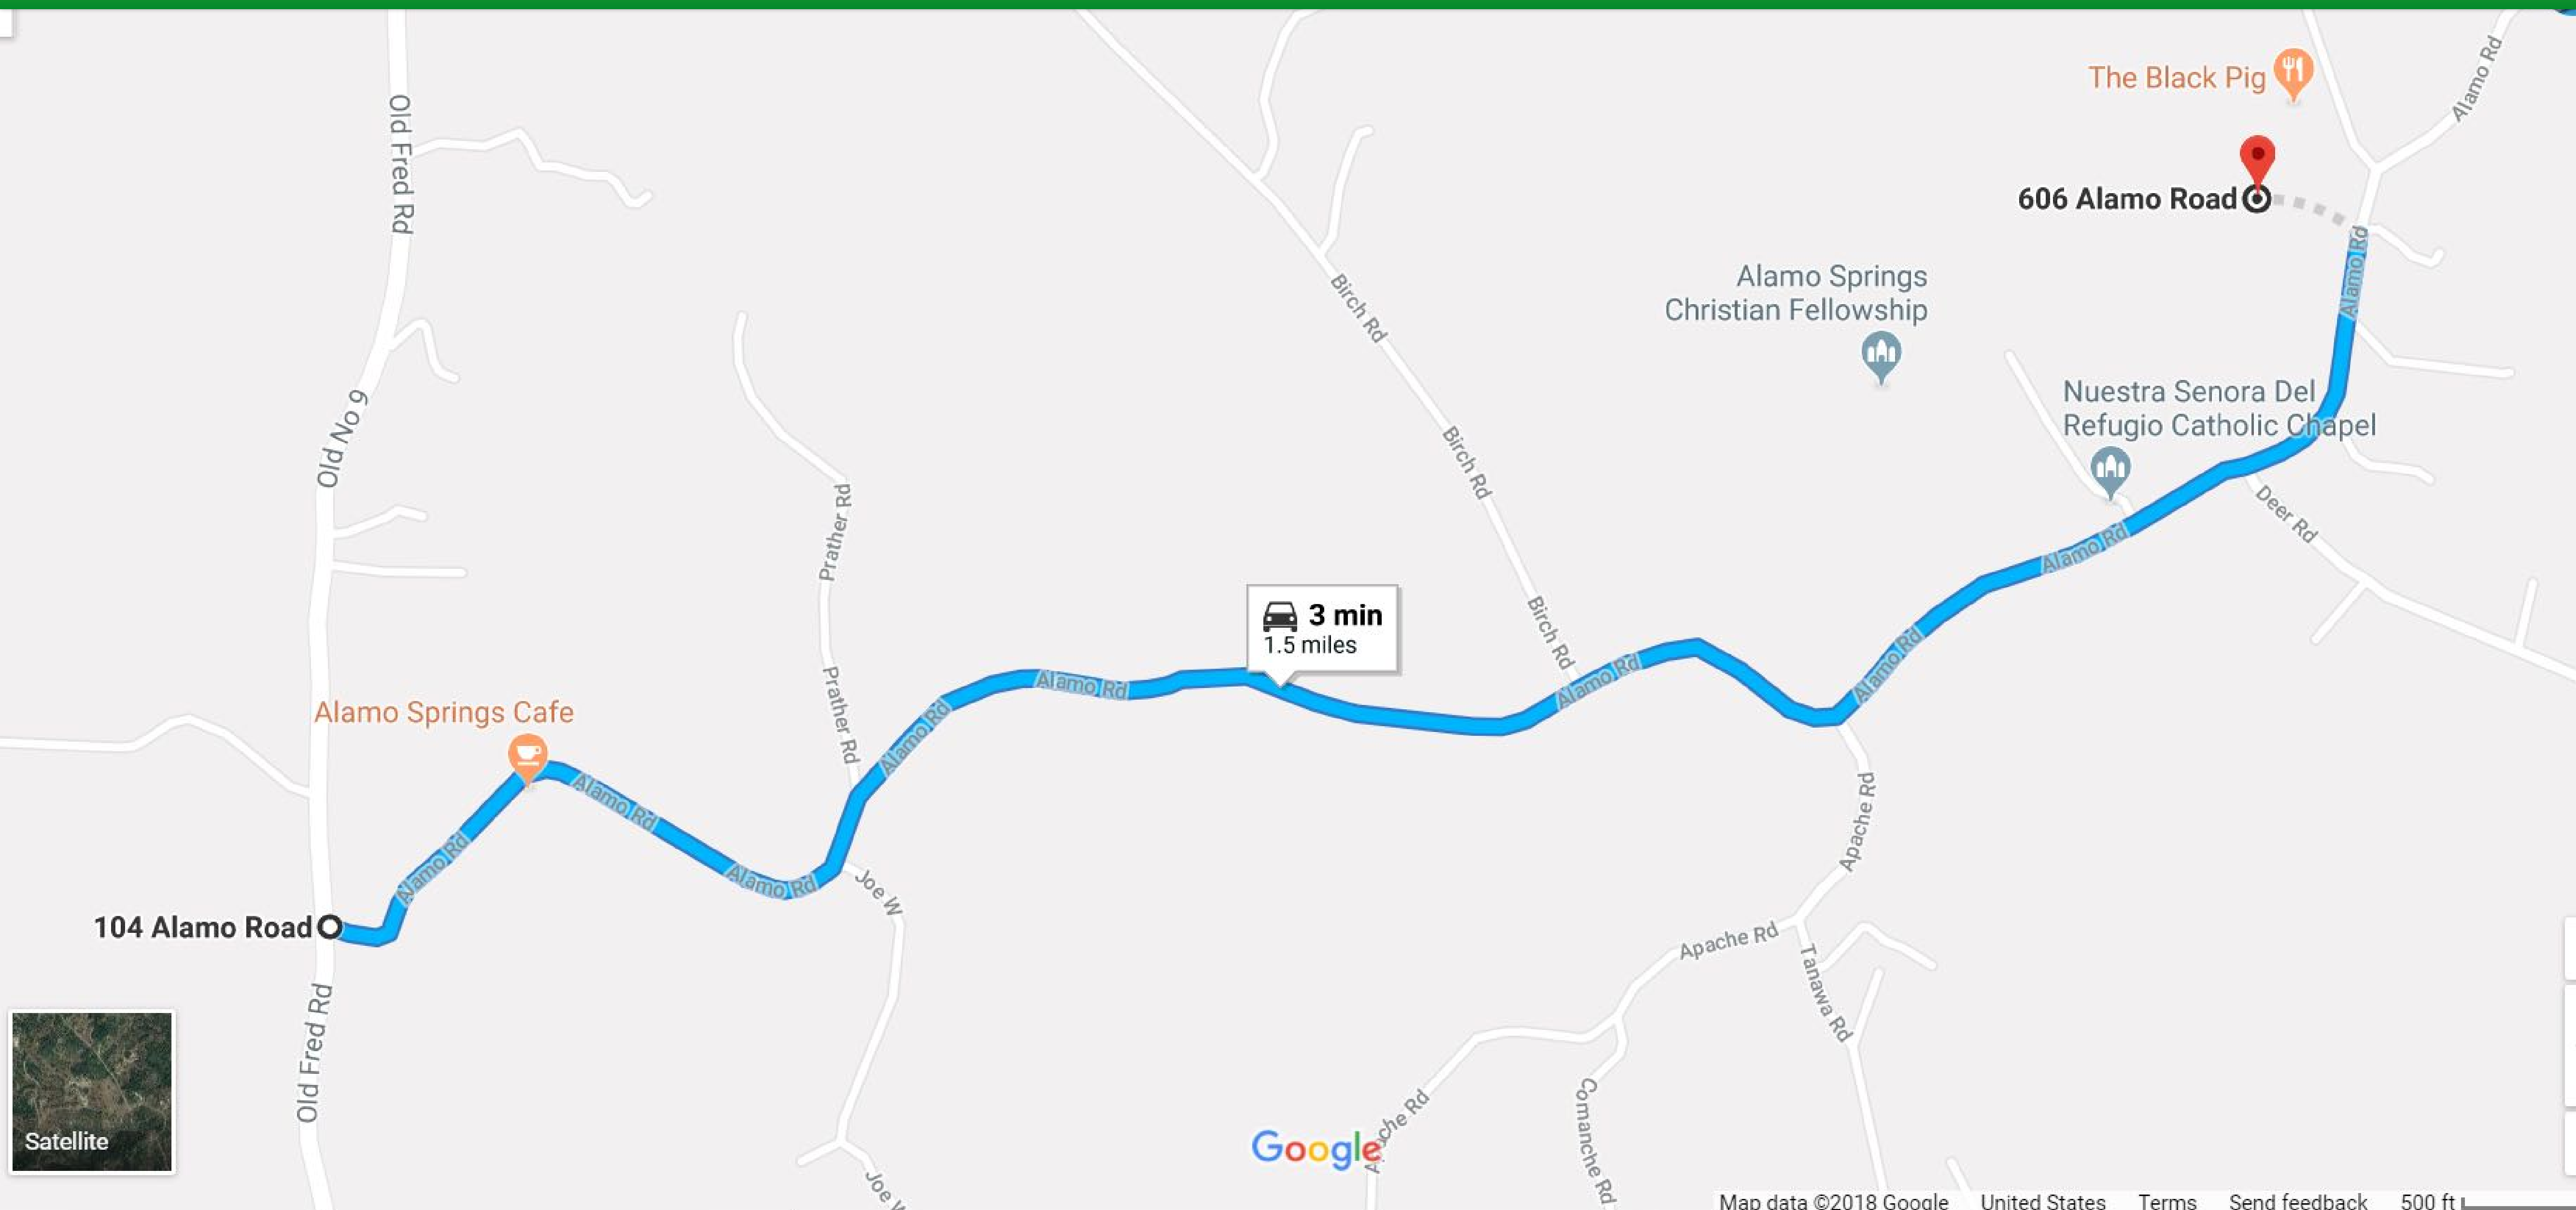 The Black Pig
Alamo Rd
Old Fred Rd
606 Alamo Road
Alamo Rd
Birch Rd
Alamo Springs
Christian Fellowship
Nuestra Senora Del
Refugio Catholic Chapel
Old No 9
Birch Rd
Prather Rd
Deer Rd
Alamo Rd
3 min
1.5 miles
Birch Rd
Alamo Rd
Alamo Rd
Alamo Rd
Prather Rd
Alamo Springs Cafe
Alamo Rd
Alamo Rd
Apache Rd
Alamo Rd
Alamo Rd
Joe W
104 Alamo Road
Apache Rd
Tanawa Rd
Old Fred Rd
Satellite
Google
Apache Rd
Comanche Rd
Joe W
Map data ©2018 Google United States Terms Send feedback 500 ft